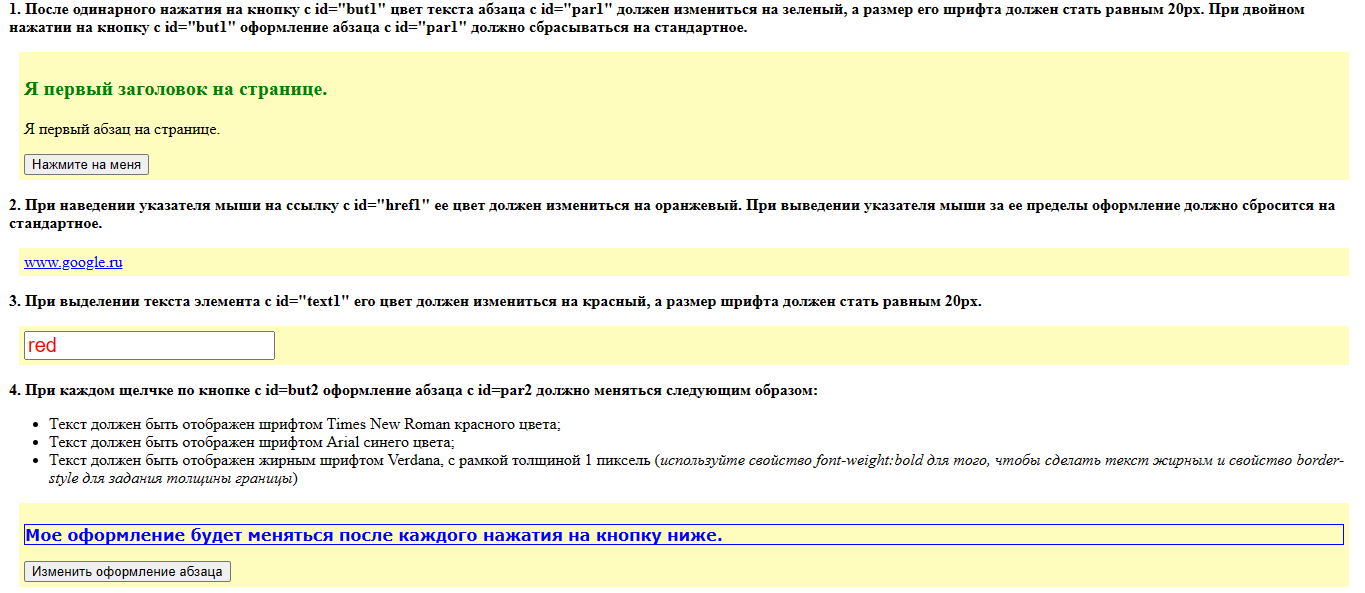 1. После одинарного нажатия на кнопку с id="but1" цвет текста абзаца с id="par1" должен измениться на зеленый, а размер его шрифта должен стать равным 20px. При двойном
нажатии на кнопку с id="but1" оформление абзаца с id="par1" должно сбрасываться на стандартное.
Я первый заголовок на странице.
Я первый абзац на странице.
Нажмите на меня
2. При наведении указателя мыши на ссылку с id="href1" ее цвет должен измениться на оранжевый. При выведении указателя мыши за ее пределы оформление должно сбросится на
стандартное.
www.google.ru
3. При выделении текста элемента с id="text1" его цвет должен измениться на красный, а размер шрифта должен стать равным 20px.
red
4. При каждом щелчке по кнопке с id=but2 оформление абзаца с id=par2 должно меняться следующим образом:
• Текст должен быть отображен шрифтом Times New Roman красного цвета;
• Текст должен быть отображен шрифтом Arial синего цвета;
• Текст должен быть отображен жирным шрифтом Verdana, с рамкой толщиной 1 пиксель (используйте свойство font-weight:bold для того, чтобы сделать текст жирным и свойство border-
style для задания толщины границы)
Мое оформление будет меняться после каждого нажатия на кнопку ниже.
Изменить оформление абзаца